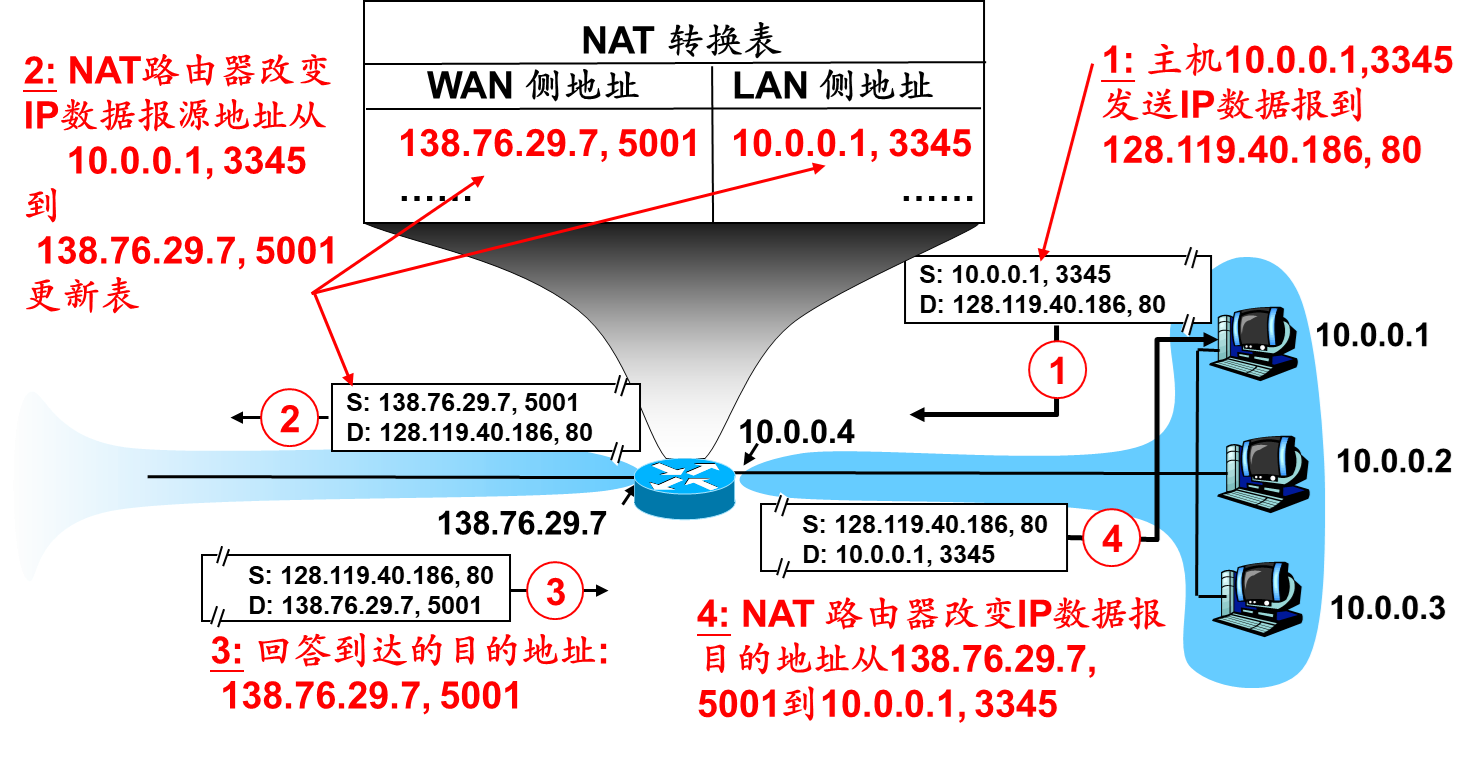 NAT 转换表
WAN 侧地址
LAN 侧地址
138.76.29.7, 5001
10.0.0.1, 3345
......
......
2: NAT路由器改变
IP数据报源地址从
10.0.0.1, 3345
到
138.76.29.7, 5001
更新表
1: 主机10.0.0.1,3345
发送IP数据报到
128.119.40.186, 80
S: 10.0.0.1, 3345
D: 128.119.40.186, 80
1
10.0.0.1
2
S: 138.76.29.7, 5001
D: 128.119.40.186, 80
10.0.0.4
10.0.0.2
138.76.29.7
S: 128.119.40.186, 80
D: 10.0.0.1, 3345
4
S: 128.119.40.186, 80
D: 138.76.29.7, 5001
3
10.0.0.3
3: 回答到达的目的地址:
138.76.29.7, 5001
4: NAT 路由器改变IP数据报
目的地址从138.76.29.7,
5001到10.0.0.1, 3345